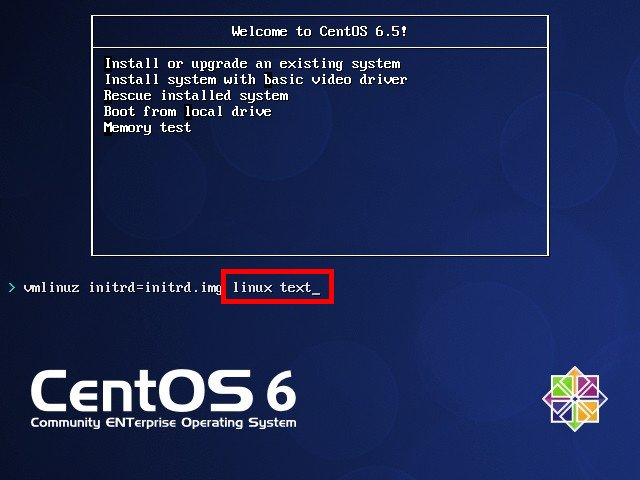 Welcome to CentOS 6.5!
Install or upgrade an existing system
Install system with basic video driver
Rescue installed system
Boot from local drive
Memory test
> vmlinuz initrd=initrd.img linux text_
CentOS 6
Community ENTerprise Operating System